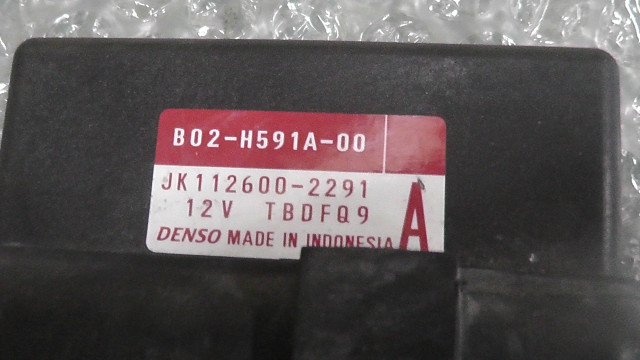 B02-H591A-00
JK112600-2291
12V TBDFQ9
A
DENSO MADE IN INDONESIA